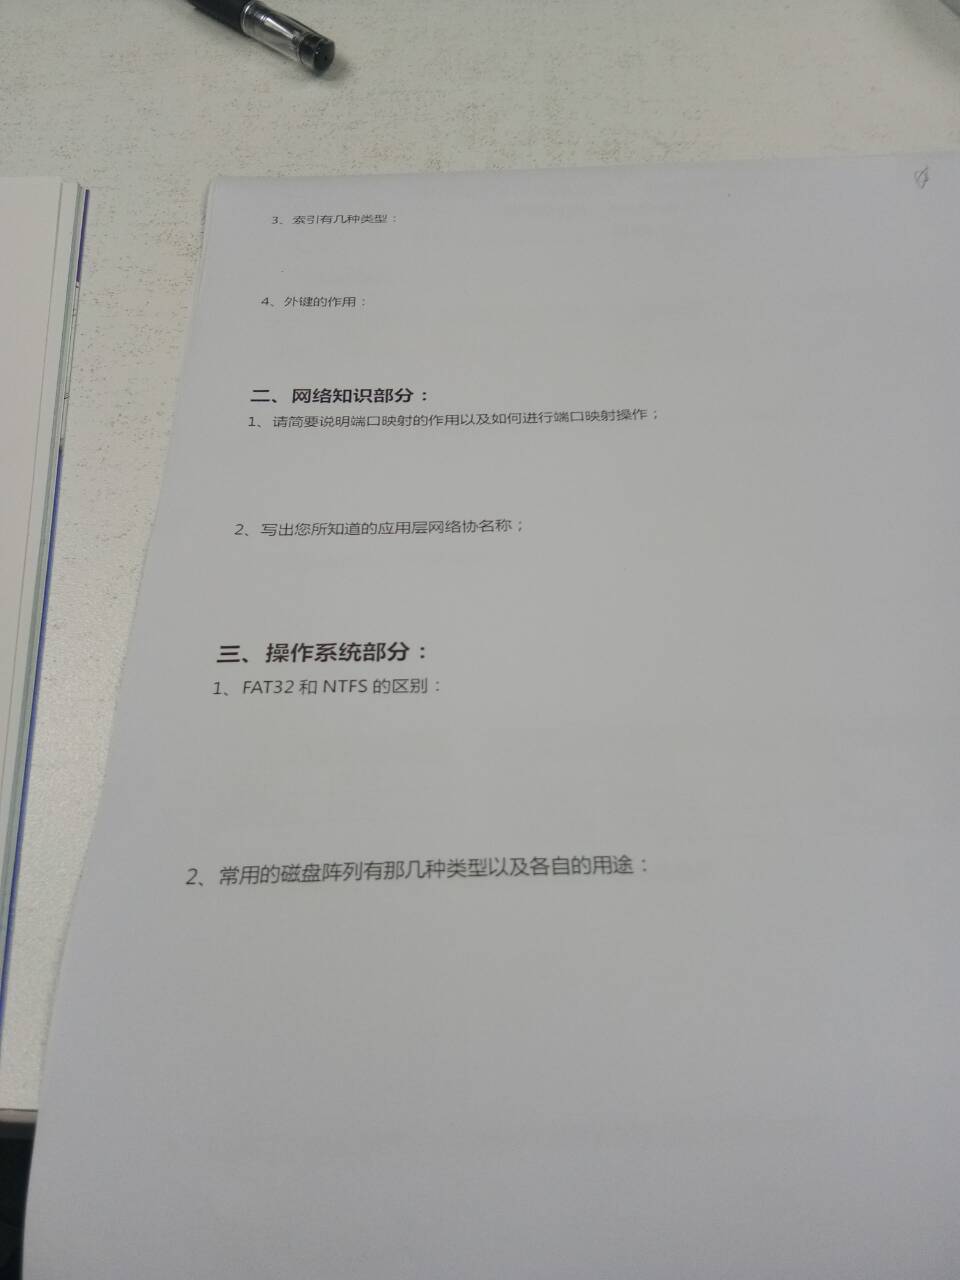 3、索引有几种类型：
4、外键的作用：
二、网络知识部分：
1、请简要说明端口映射的作用以及如何进行端口映射操作；
2、写出您所知道的应用层网络协名称；
三、操作系统部分：
1、FAT32 和 NTFS 的区别：
2、常用的磁盘阵列有那几种类型以及各自的用途：